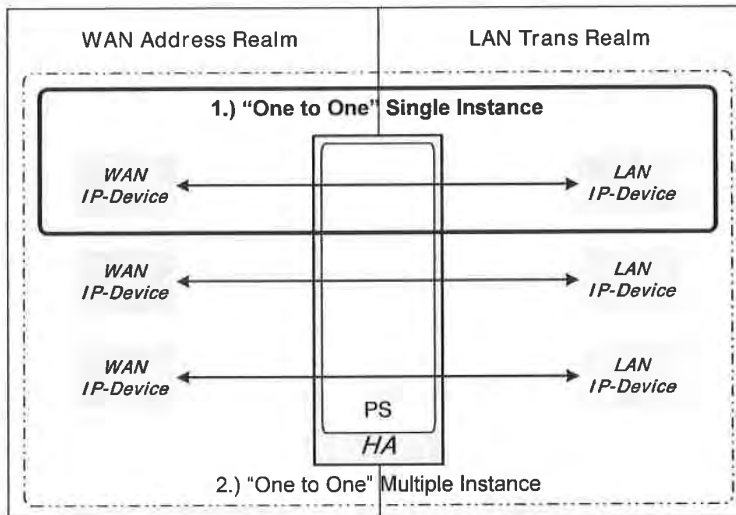 WAN Address Realm
LAN Trans Realm
1.) “One to One” Single Instance
WAN
IP-Device
LAN
IP-Device
WAN
IP-Device
LAN
IP-Device
WAN
IP-Device
LAN
IP-Device
PS
HA
2.) "One to One" Multiple Instance